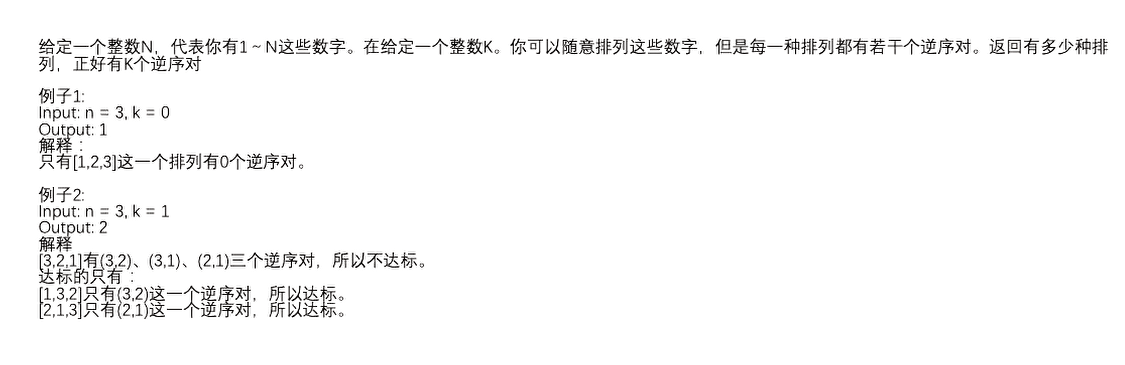 给定一个整数N，代表你有1～N这些数字。在给定一个整数K。你可以随意排列这些数字，但是每一种排列都有若干个逆序对。返回有多少种排
列，正好有K个逆序对
例子1:
Input: n = 3, k = 0
Output: 1
解释：
只有[1,2,3]这一个排列有0个逆序对。
例子2:
Input: n = 3, k = 1
Output: 2
解释
[3,2,1]有(3,2)、(3,1)、(2,1)三个逆序对，所以不达标。
达标的只有：
[1,3,2]只有(3,2)这一个逆序对，所以达标。
[2,1,3]只有(2,1)这一个逆序对，所以达标。